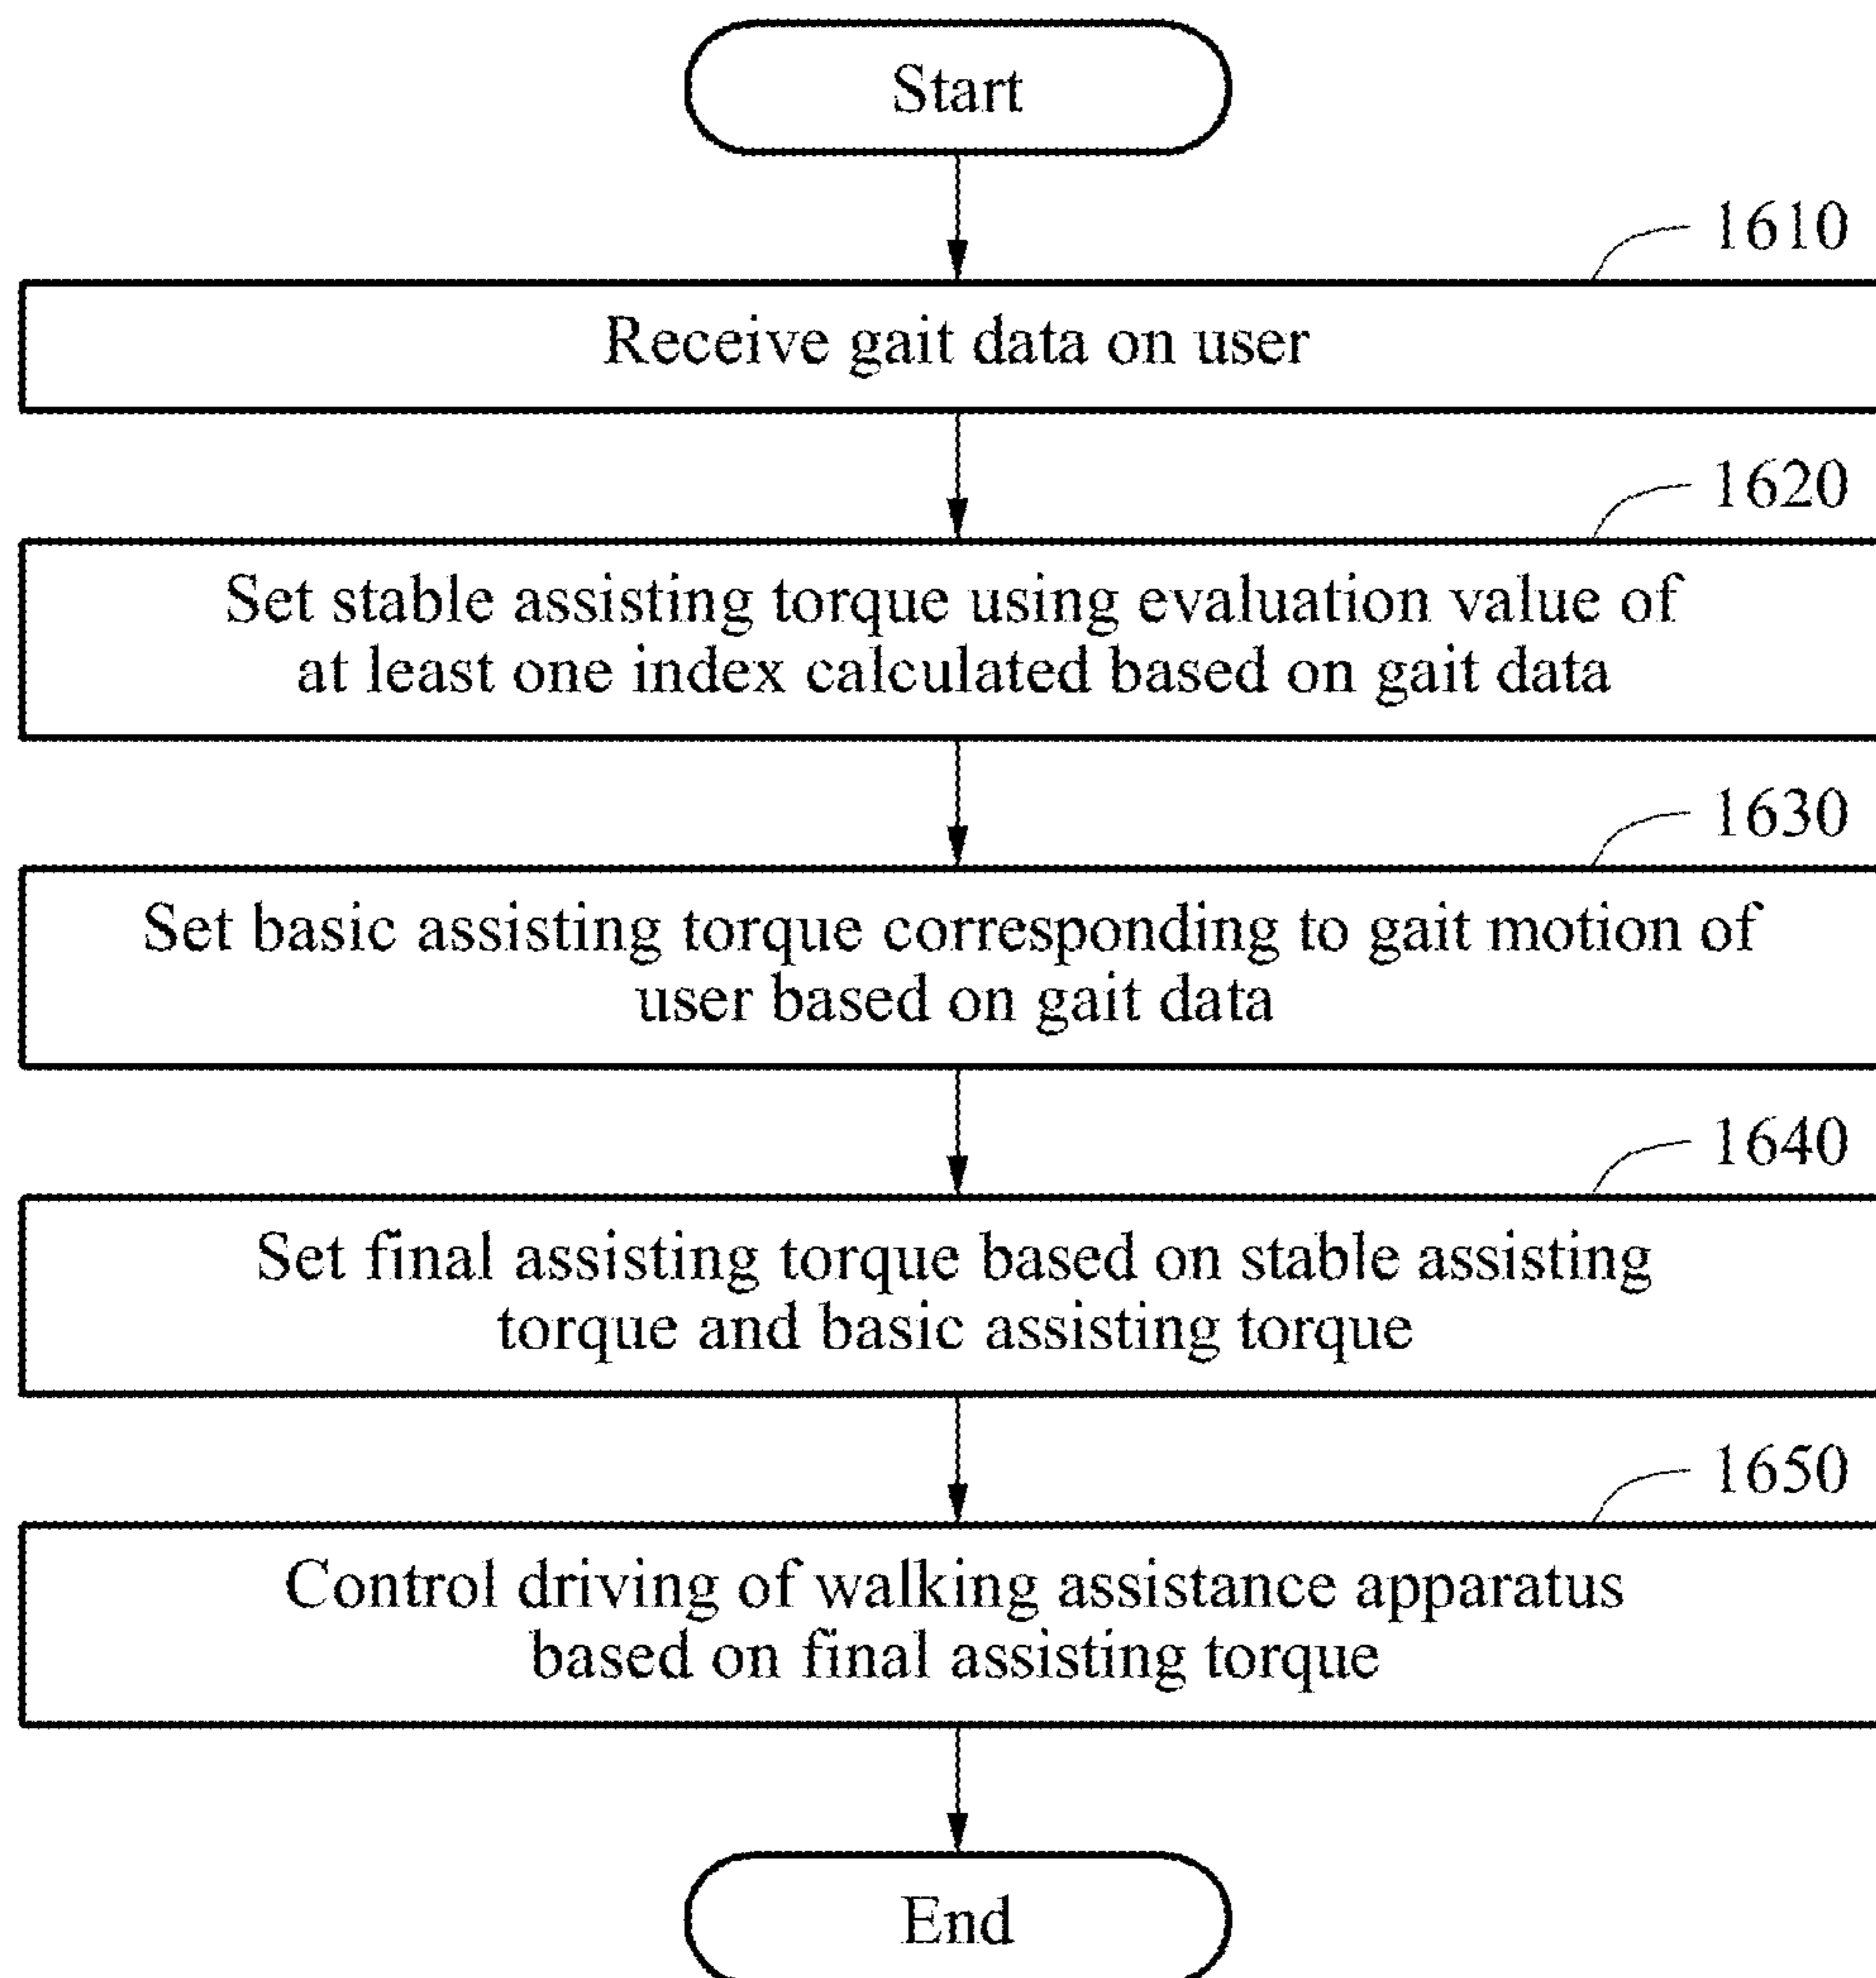 Start
1610
Receive gait data on user
1620
Set stable assisting torque using evaluation value of
at least one index calculated based on gait data
1630
Set basic assisting torque corresponding to gait motion of
user based on gait data
1640
Set final assisting torque based on stable assisting
torque and basic assisting torque
1650
Control driving of walking assistance apparatus
based on final assisting torque
End